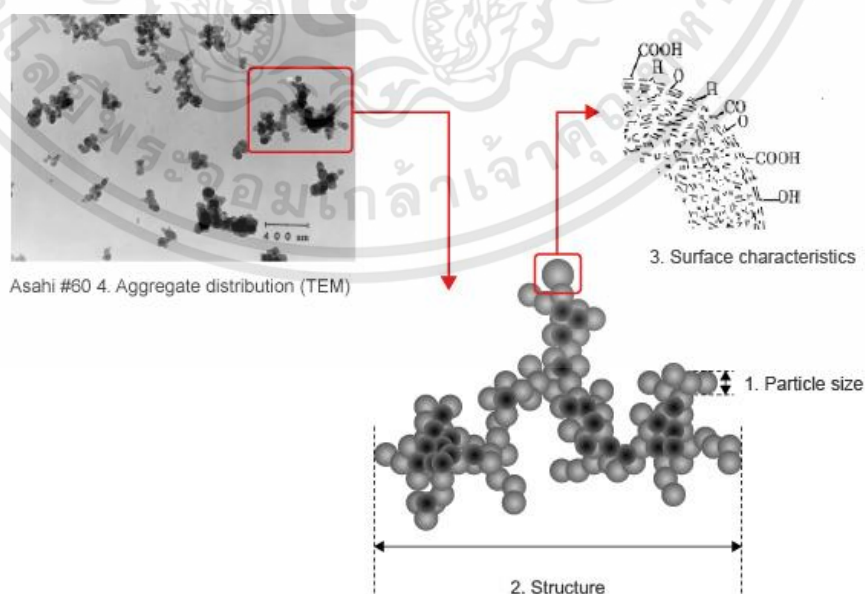 COOH
H
O
H
CO
O
COOH
OH
400 nm
3. Surface characteristics
Asahi #60 4. Aggregate distribution (TEM)
1. Particle size
2. Structure